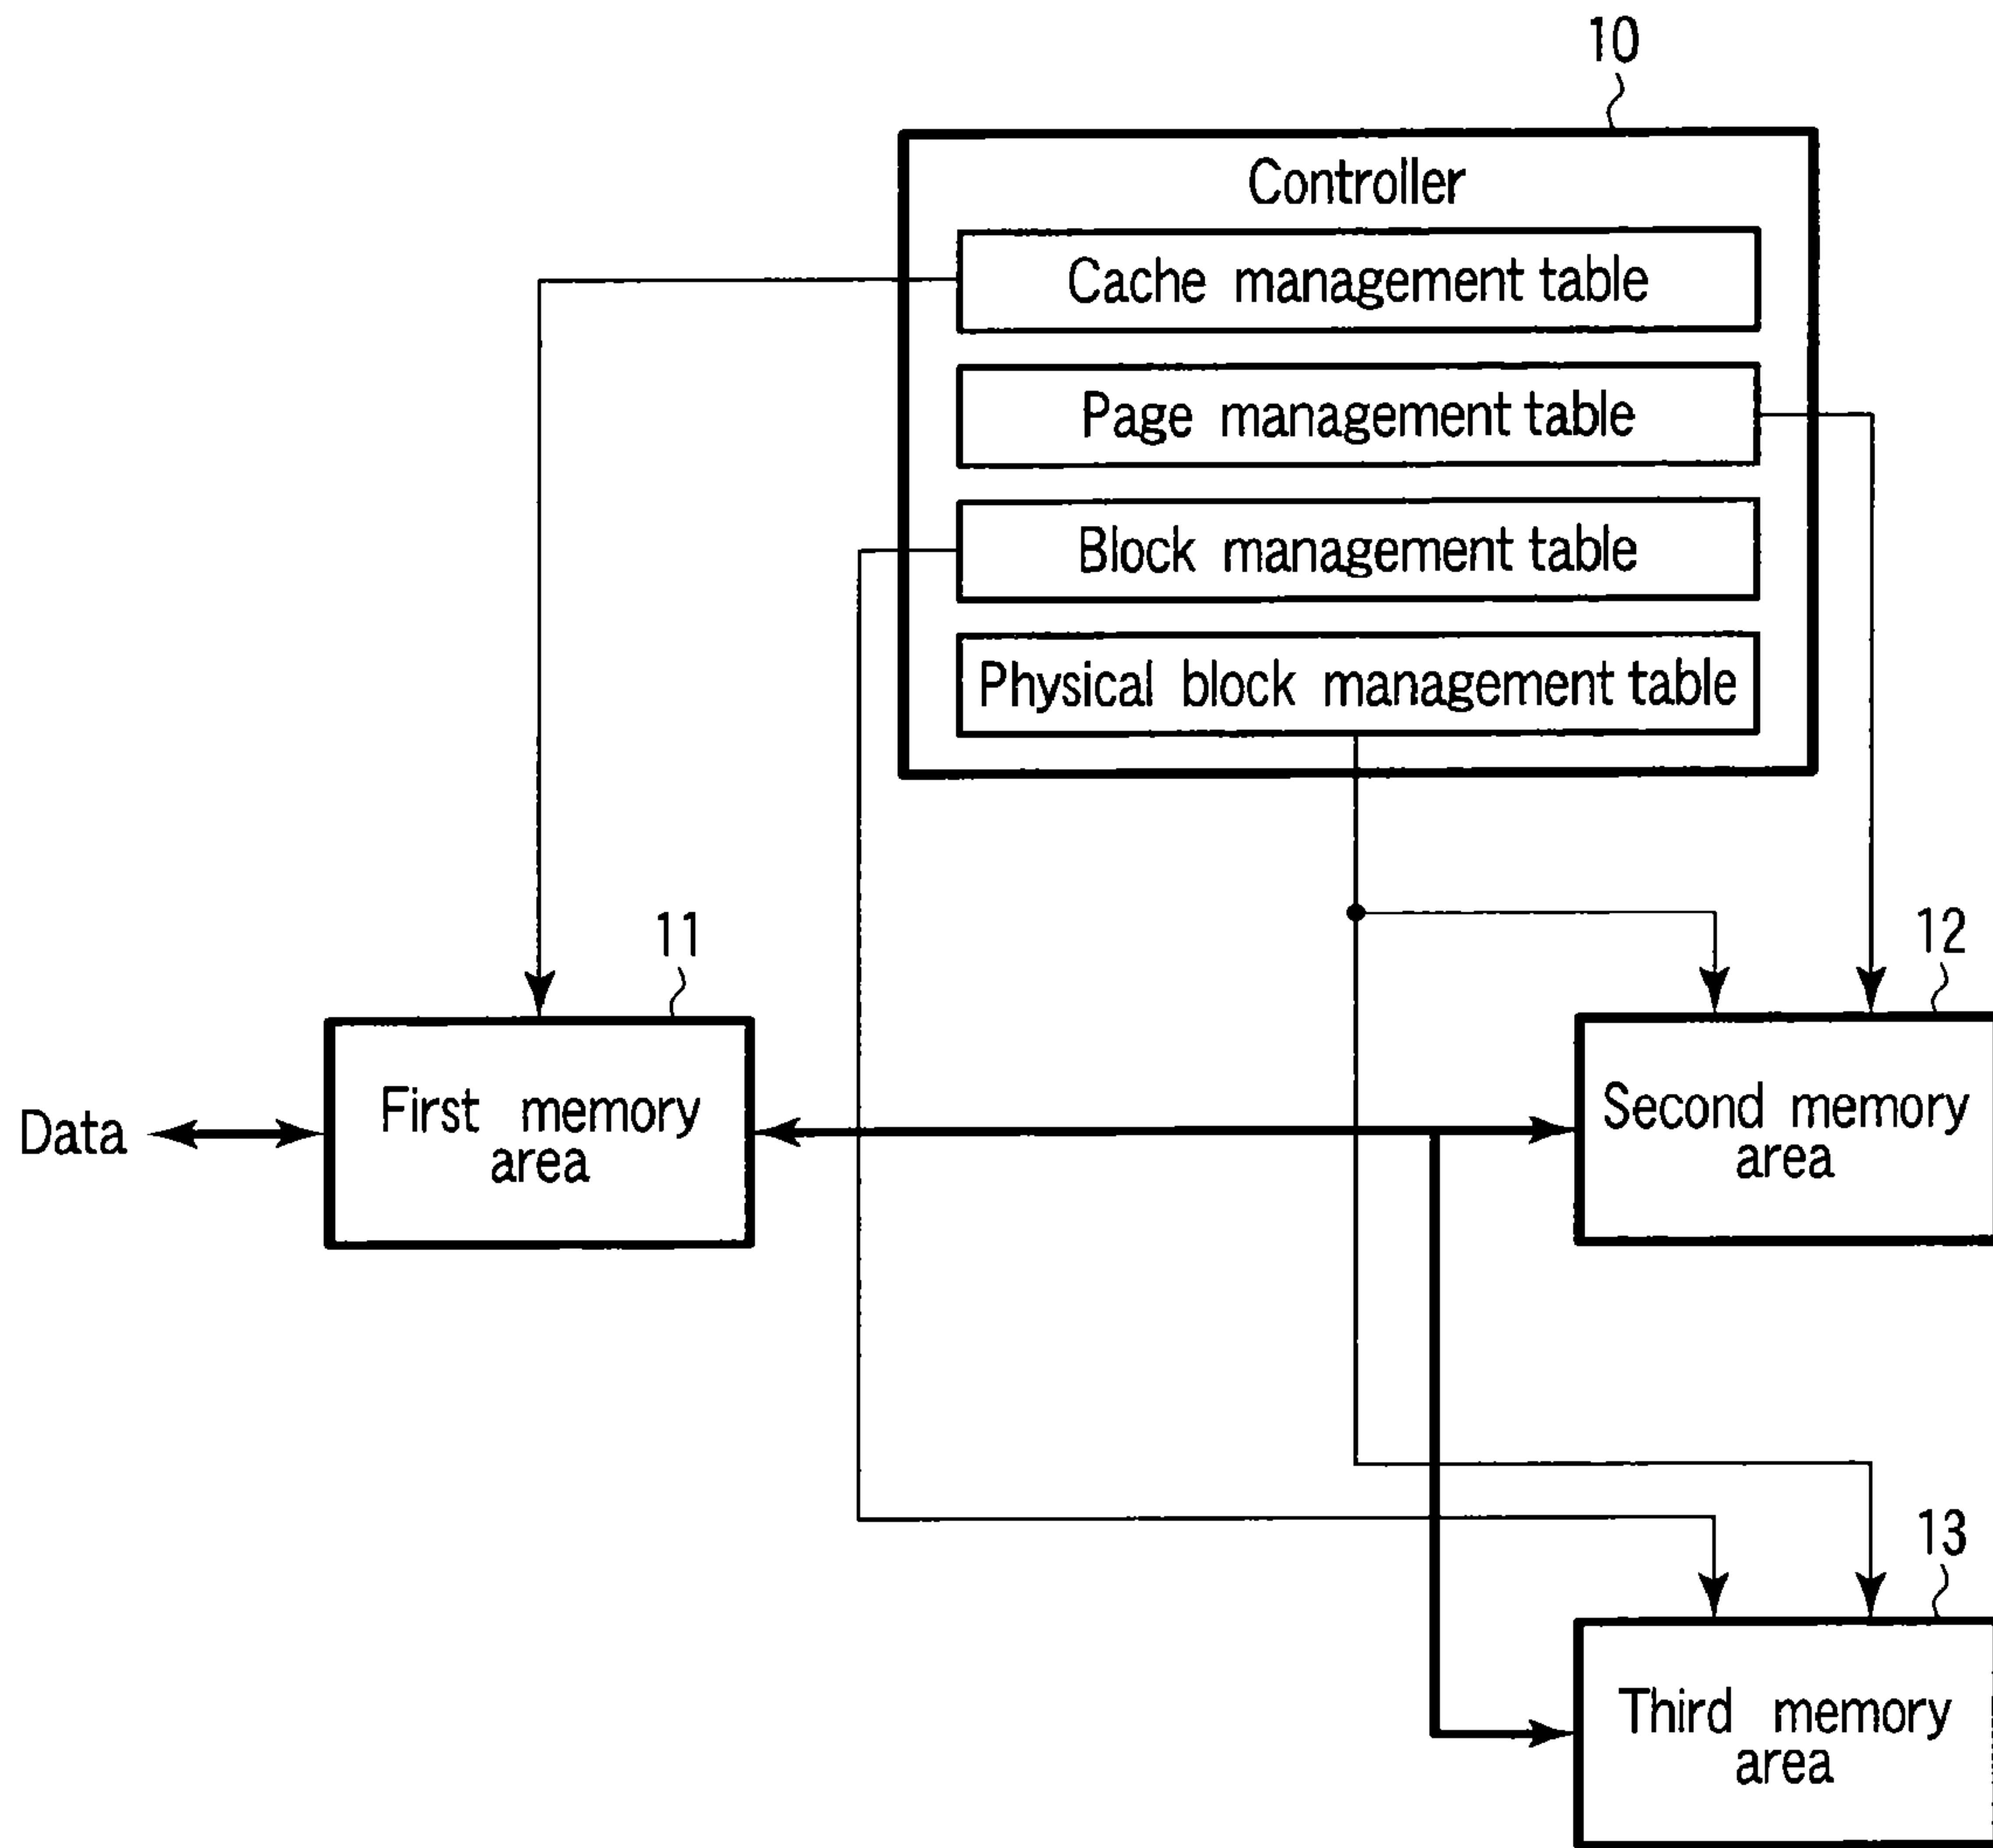 10
Controller
Cache management table
Page management table
Block management table
Physical block management table
11
12
Data
First memory
area
Second memory
area
13
Third memory
area